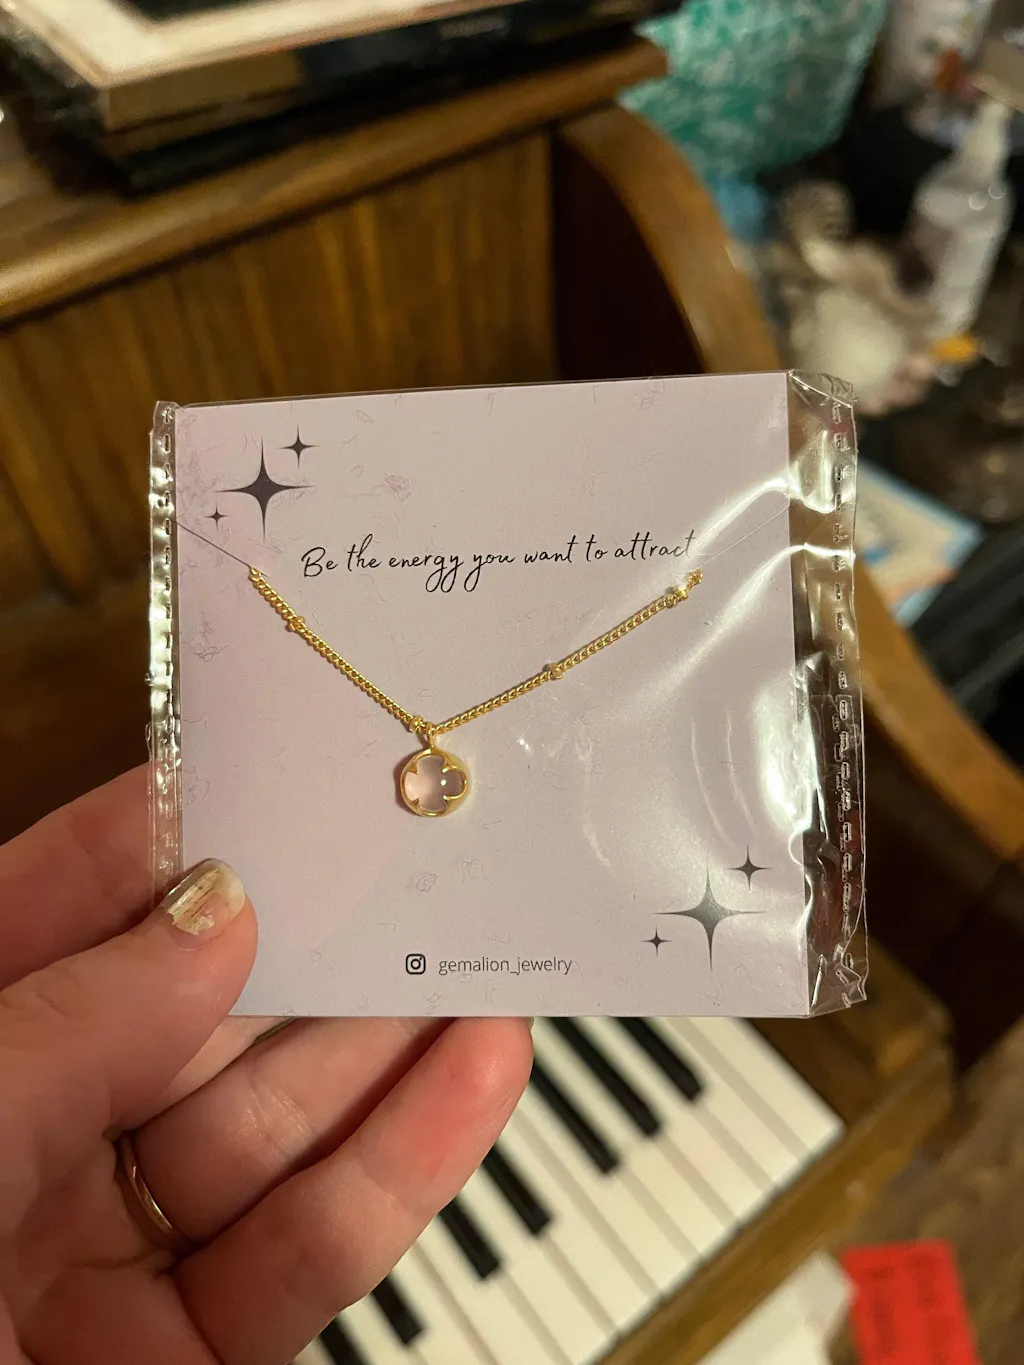 Be the energy you want to attract
gemalion_jewelry